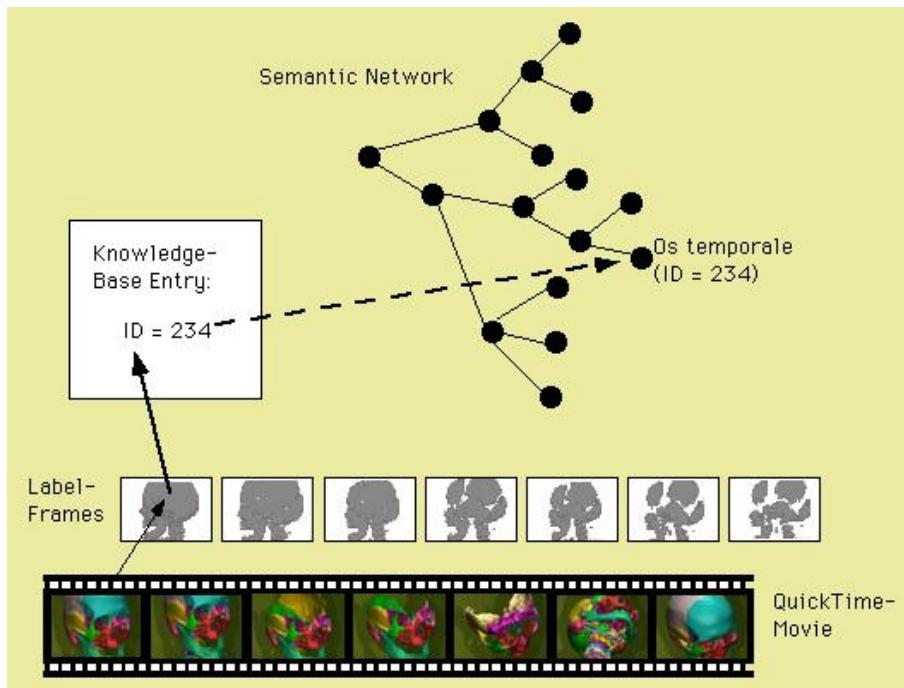 Semantic Network
Knowledge-
Base Entry:
ID = 234
Os temporale
(ID = 234)
Label-
Frames
QuickTime-
Movie